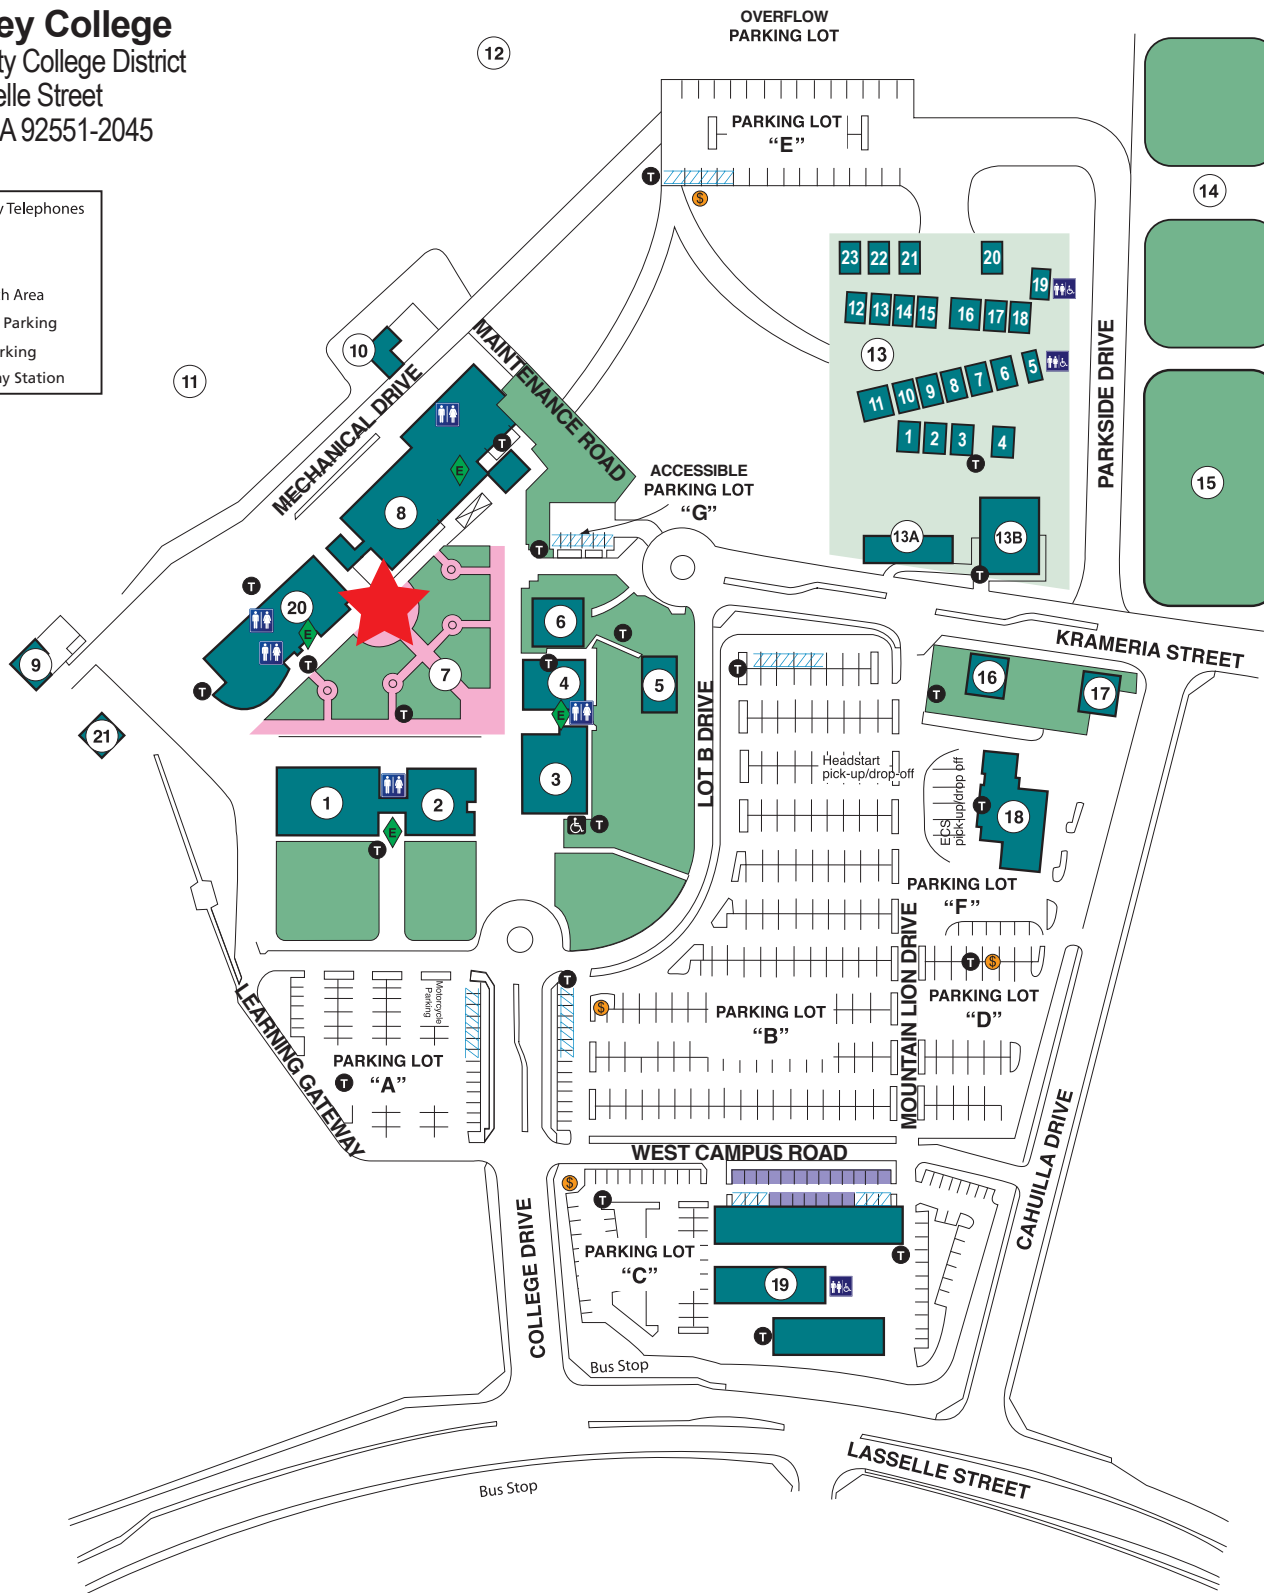 ey College
ty College District
elle Street
A 92551-2045
y Telephones
h Area
Parking
rking
ay Station
OVERFLOW
PARKING LOT
12
PARKING LOT
“E”
T
$
14
23
22
21
20
19
12
13
14
15
16
17
18
13
11
10
9
8
7
6
5
1
2
3
4
T
13A
13B
T
15
PARKSIDE DRIVE
10
11
MECHANICAL DRIVE
MAINTENANCE ROAD
T
E
8
ACCESSIBLE
PARKING LOT
“G”
T
T
20
E
T
T
9
21
7
T
6
T
T
4
5
E
3
T
LOT B DRIVE
T
KRAMERIA STREET
16
17
T
Headstart
pick-up/drop-off
ECS
pick-up/drop off
T
18
1
2
E
T
PARKING LOT
“F”
MOUNTAIN LION DRIVE
T
$
PARKING LOT
“D”
LEARNING GATEWAY
Motorcycle
Parking
PARKING LOT
“A”
T
T
$
PARKING LOT
“B”
CAHUILLA DRIVE
WEST CAMPUS ROAD
$
T
COLLEGE DRIVE
PARKING LOT
“C”
T
19
T
Bus Stop
LASSELLE STREET
Bus Stop